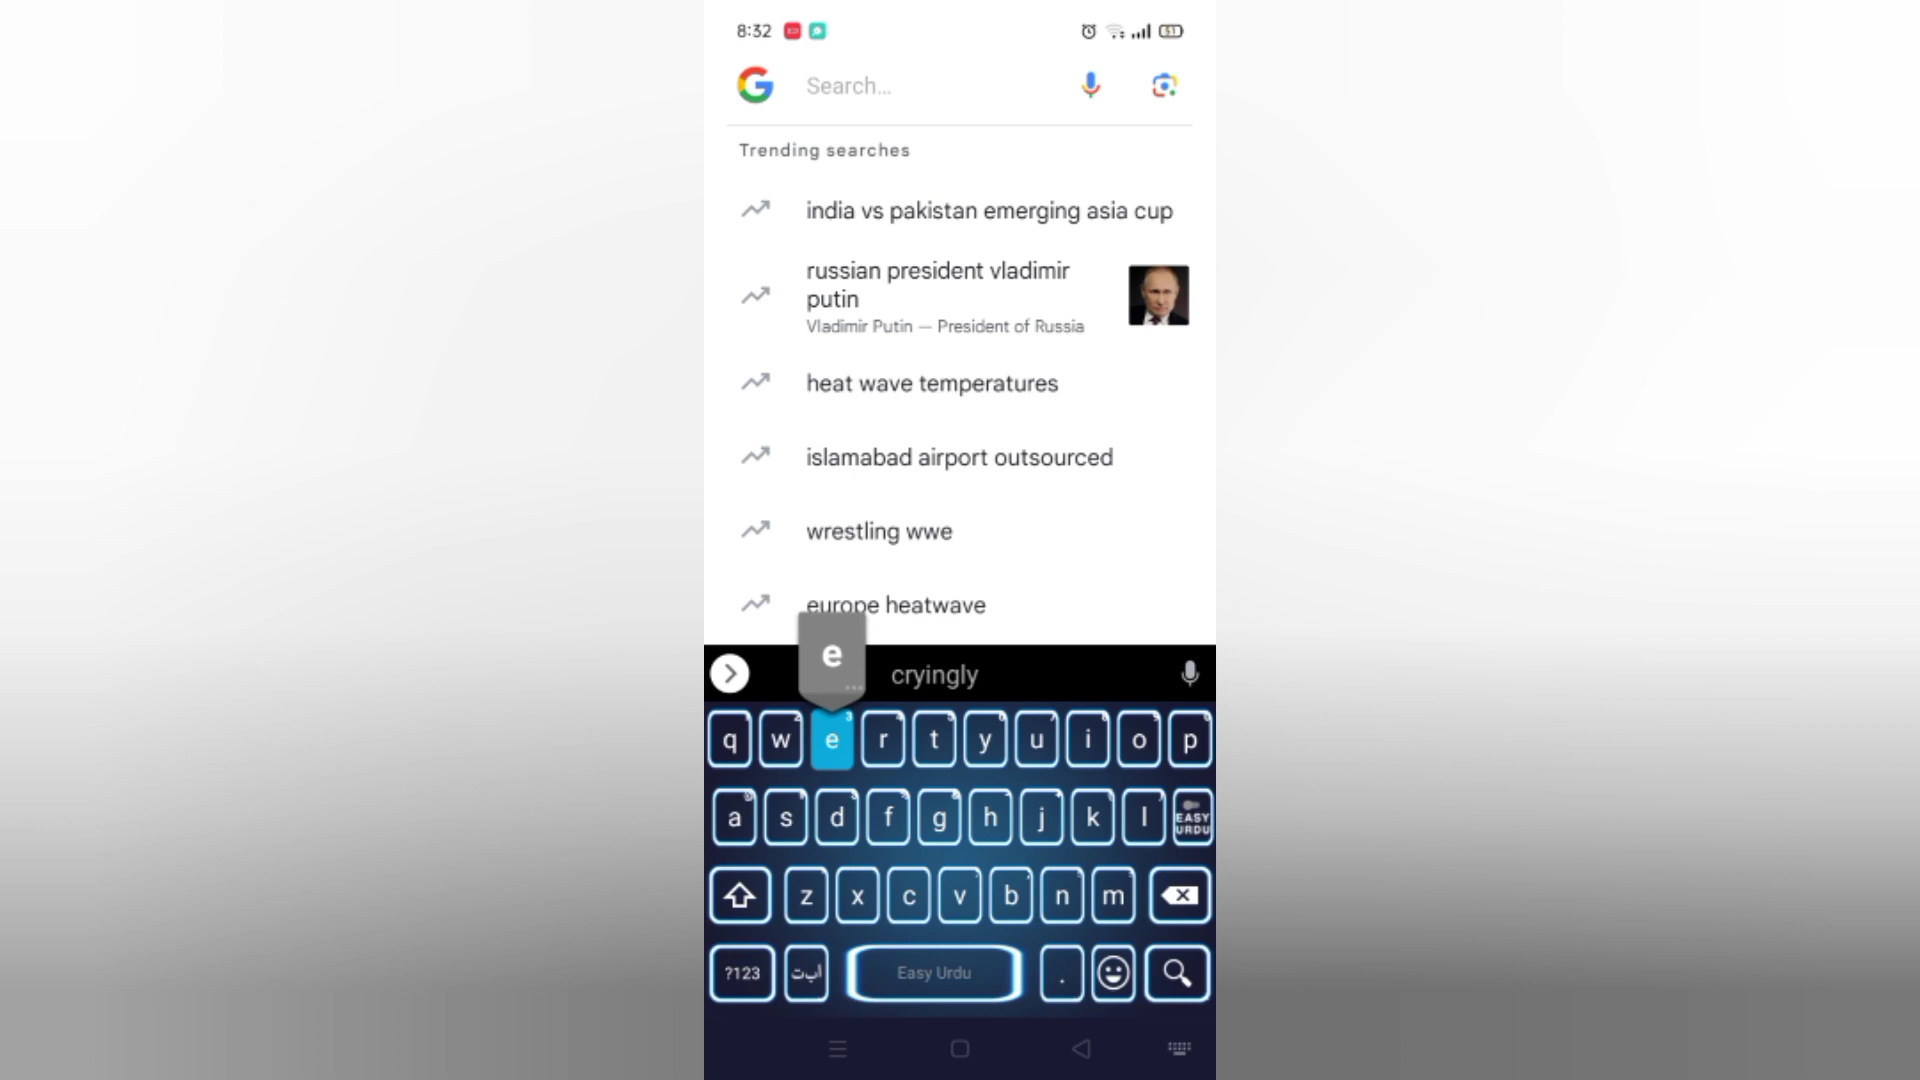 8:32
51
Search...
Trending searches
india vs pakistan emerging asia cup
russian president vladimir
putin
Vladimir Putin — President of Russia
heat wave temperatures
islamabad airport outsourced
wrestling wwe
europe heatwave
e
cryingly
q w e r t y u i o p
a s d f g h j k l EASY URDU
z x c v b n m
?123 اب‌ت Easy Urdu .